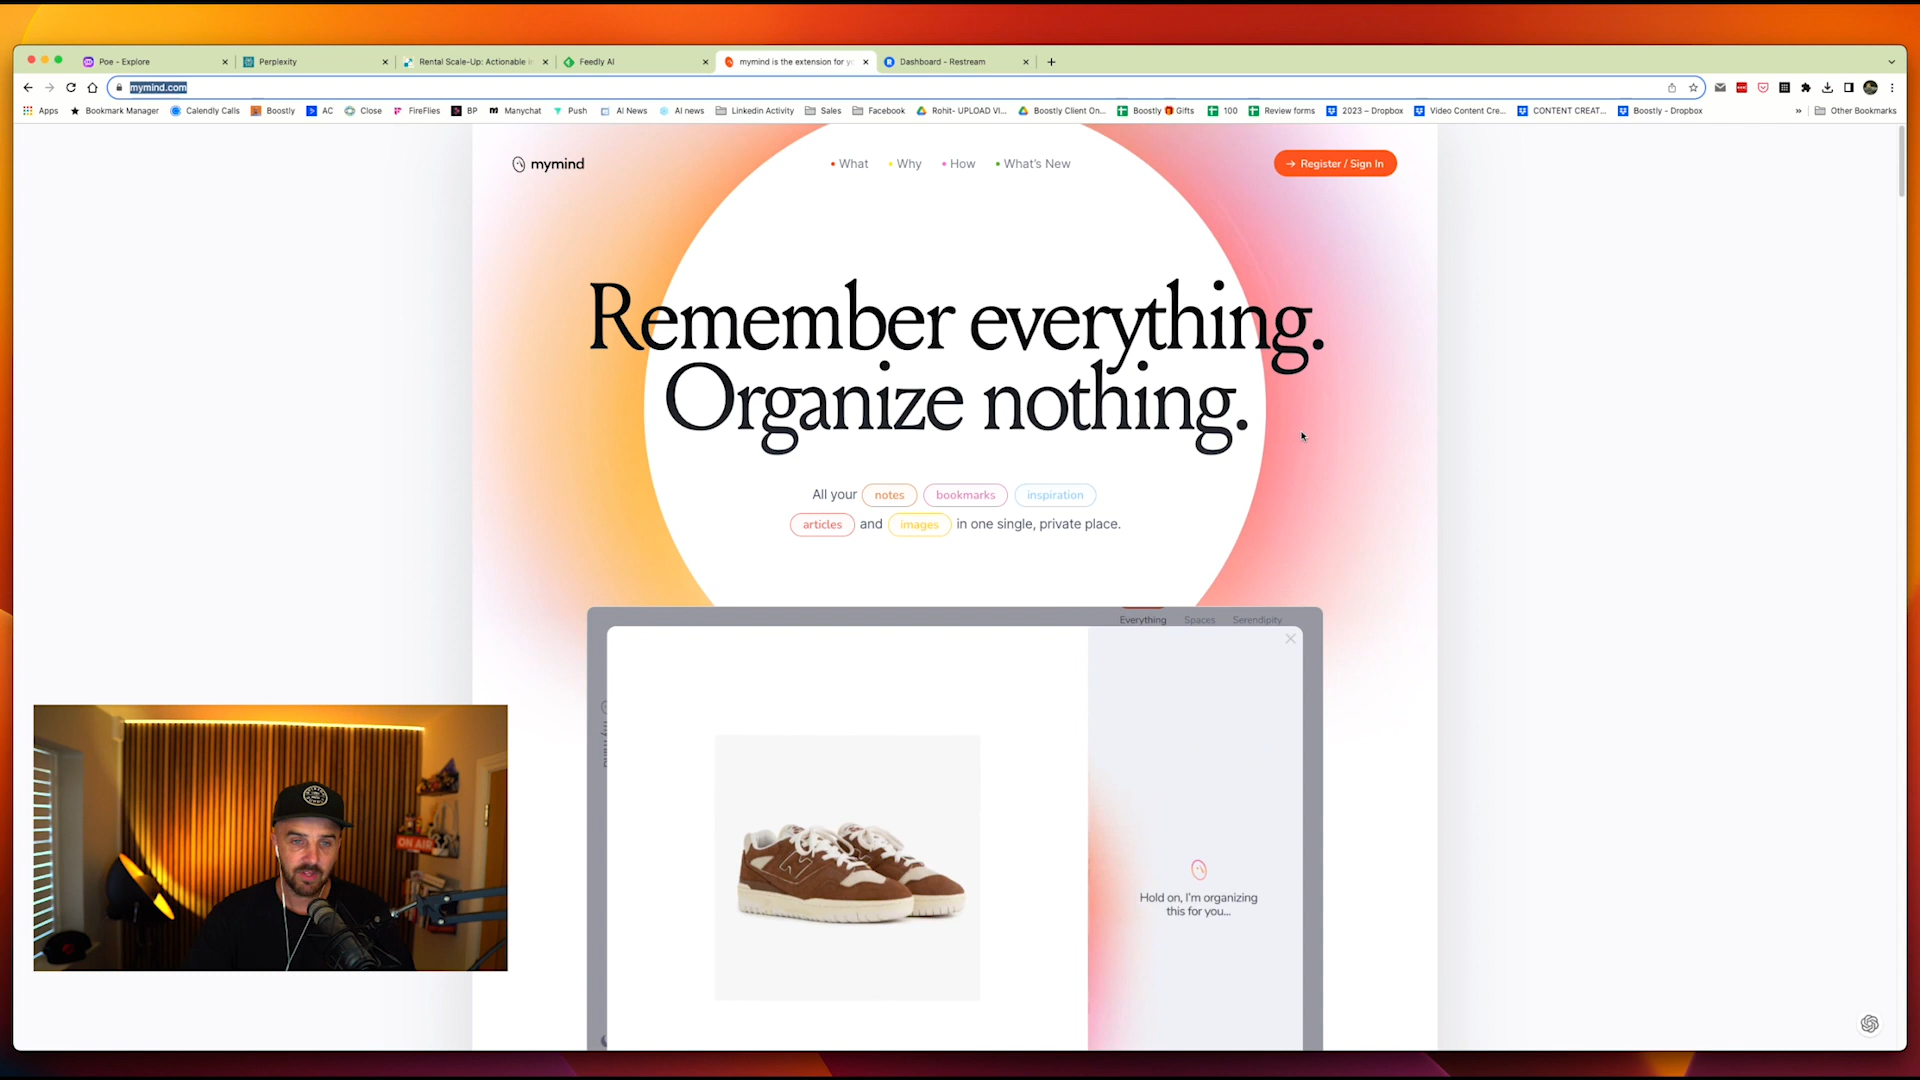 Poe - Explore
Perplexity
Rental Scale-Up: Actionable i
Feedly AI
mymind is the extension for yo
Dashboard - Restream
mymind.com
Apps
Bookmark Manager
Calendly Calls
Boostly
AC
Close
FireFlies
BP
Manychat
Push
AI News
AI news
Linkedin Activity
Sales
Facebook
Rohit- UPLOAD VI...
Boostly Client On...
Boostly 🎁 Gifts
100
Review forms
2023 – Dropbox
Video Content Cre...
CONTENT CREAT...
Boostly - Dropbox
»
Other Bookmarks
mymind
• What • Why • How • What's New
→ Register / Sign In
Remember everything.
Organize nothing.
All your notes bookmarks inspiration
articles and images in one single, private place.
Everything Spaces Serendipity
Hold on, I'm organizing
this for you...
ON AIR